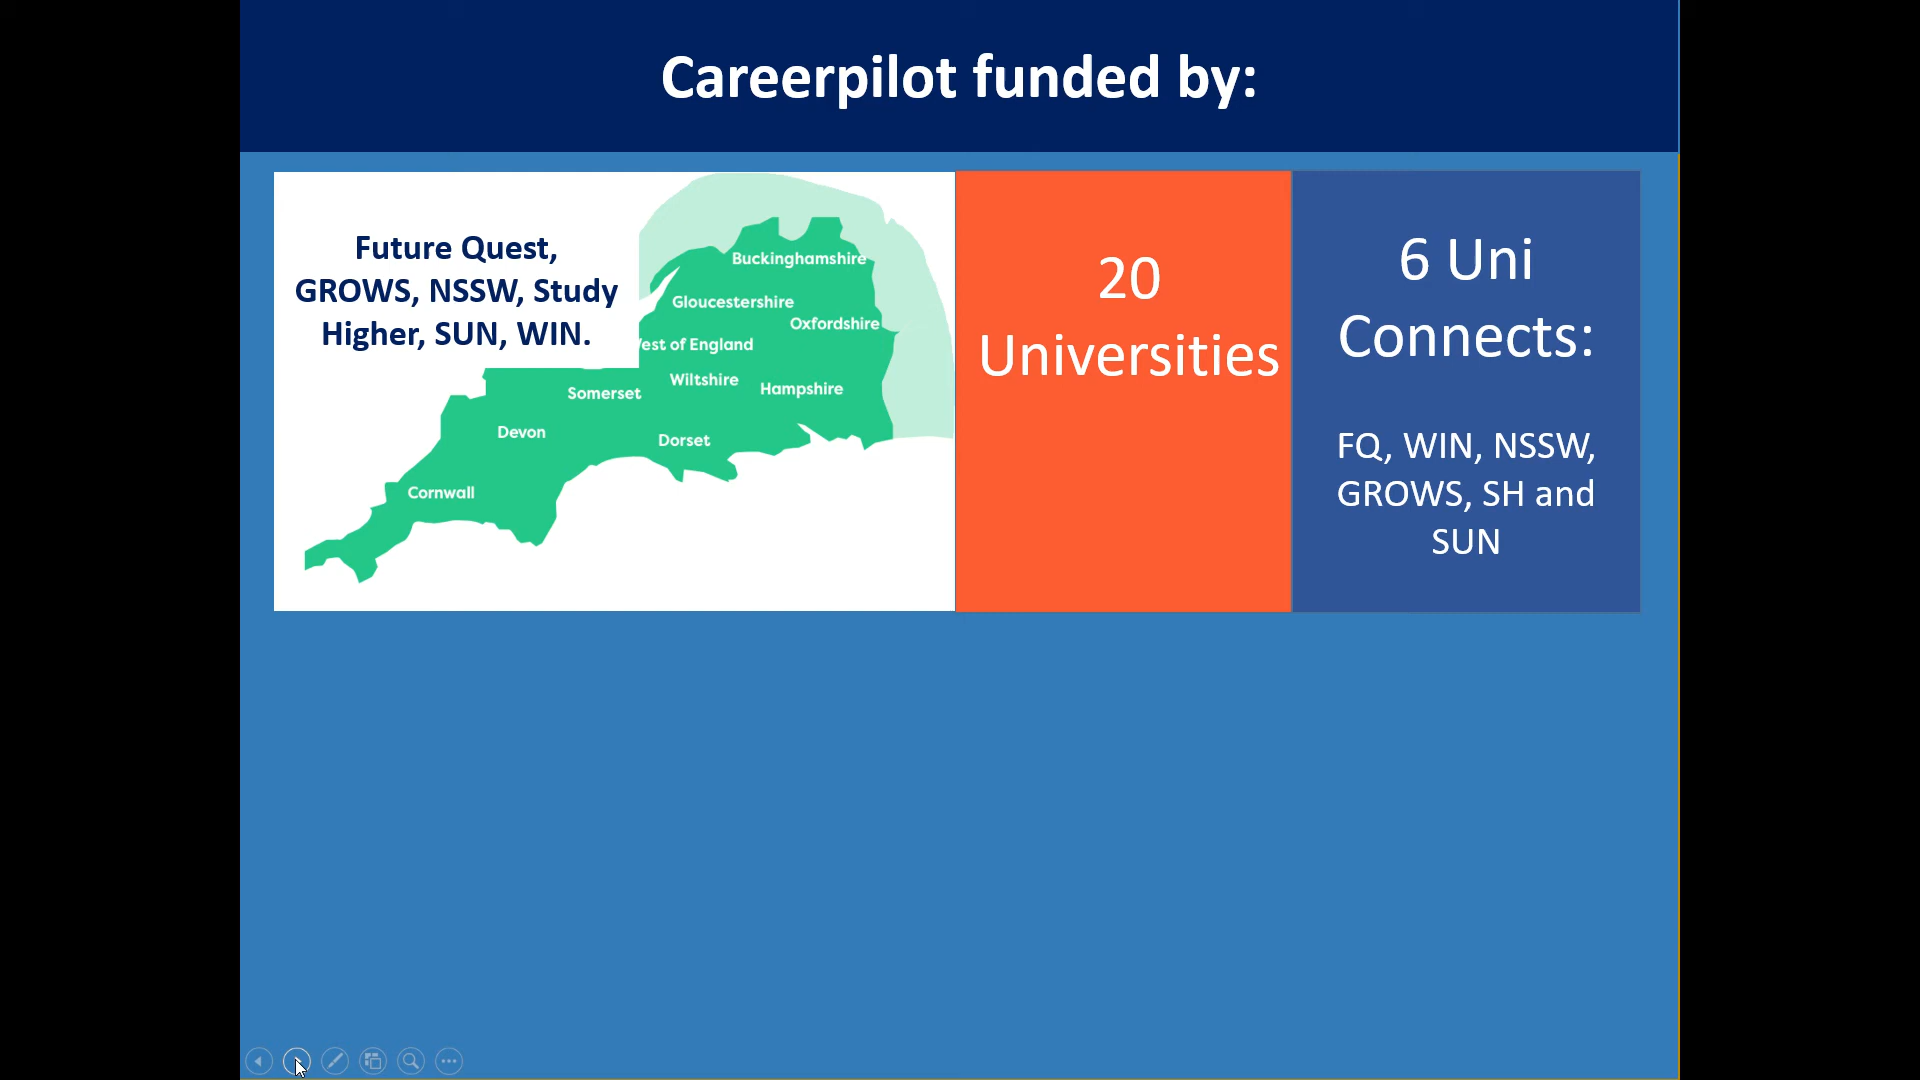 Careerpilot funded by:
Future Quest,
GROWS, NSSW, Study
Higher, SUN, WIN.
Buckinghamshire
Gloucestershire
Oxfordshire
est of England
Wiltshire
Hampshire
Somerset
Devon
Dorset
Cornwall
20
Universities
6 Uni
Connects:
FQ, WIN, NSSW,
GROWS, SH and
SUN